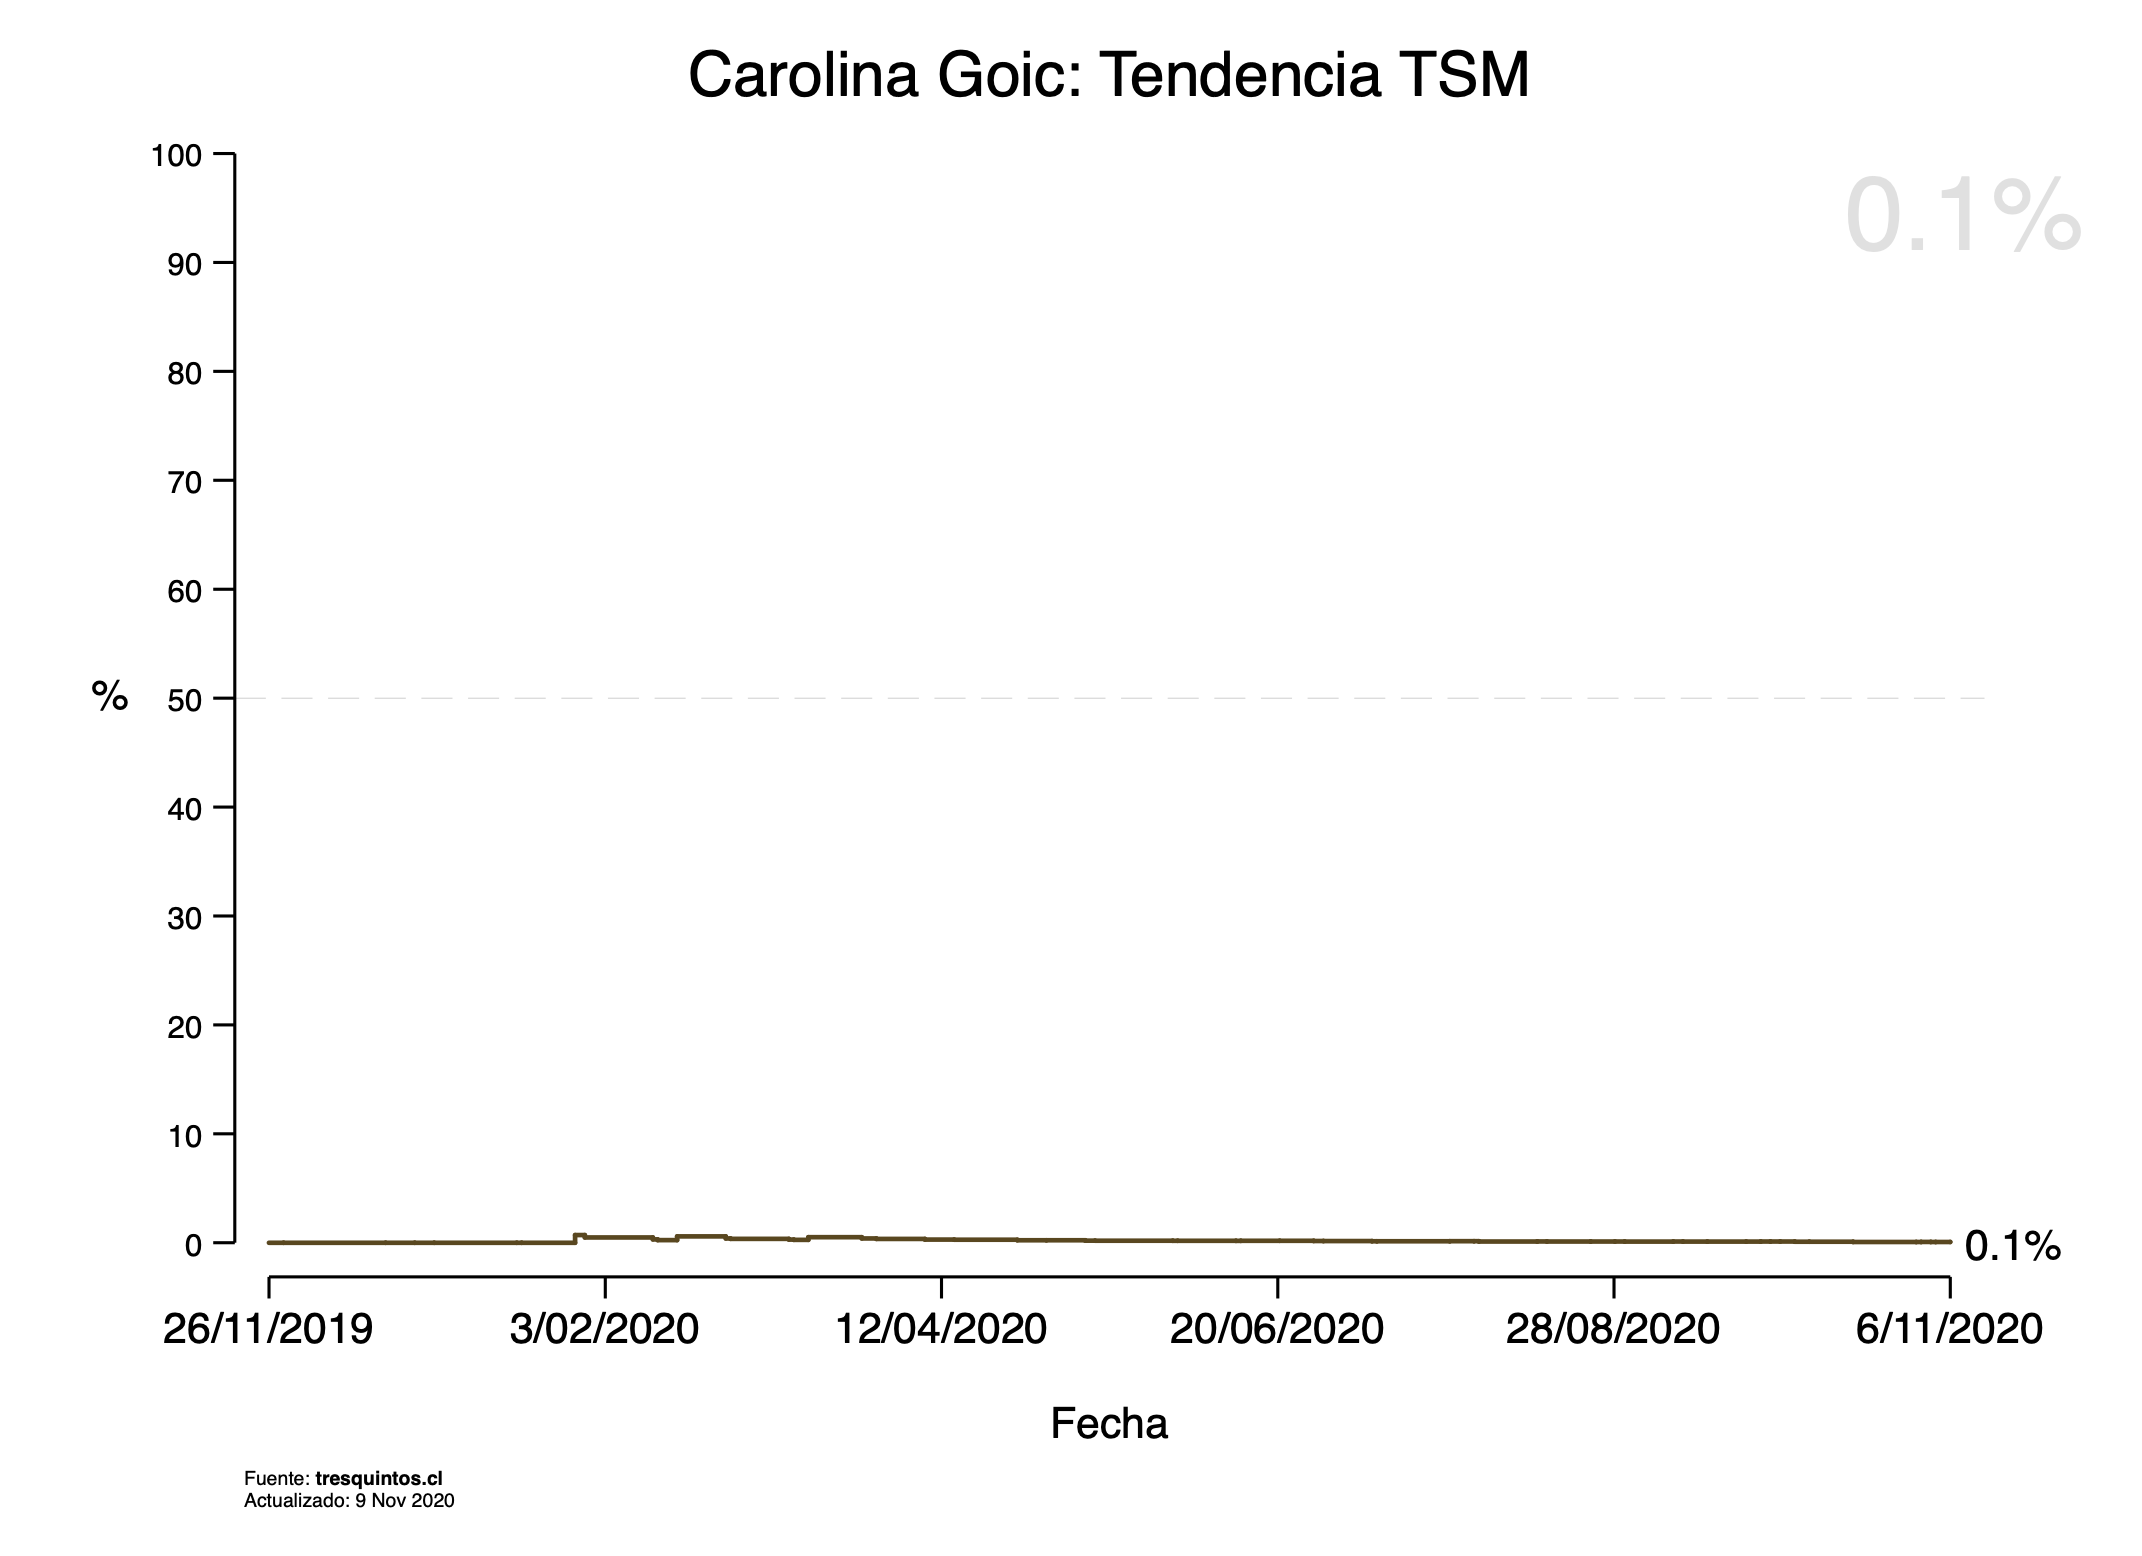 Carolina Goic: Tendencia TSM
0.1%
100
90
80
70
60
50
40
30
20
10
0
%
0.1%
26/11/2019 3/02/2020 12/04/2020 20/06/2020 28/08/2020 6/11/2020
Fecha
Fuente: tresquintos.cl
Actualizado: 9 Nov 2020